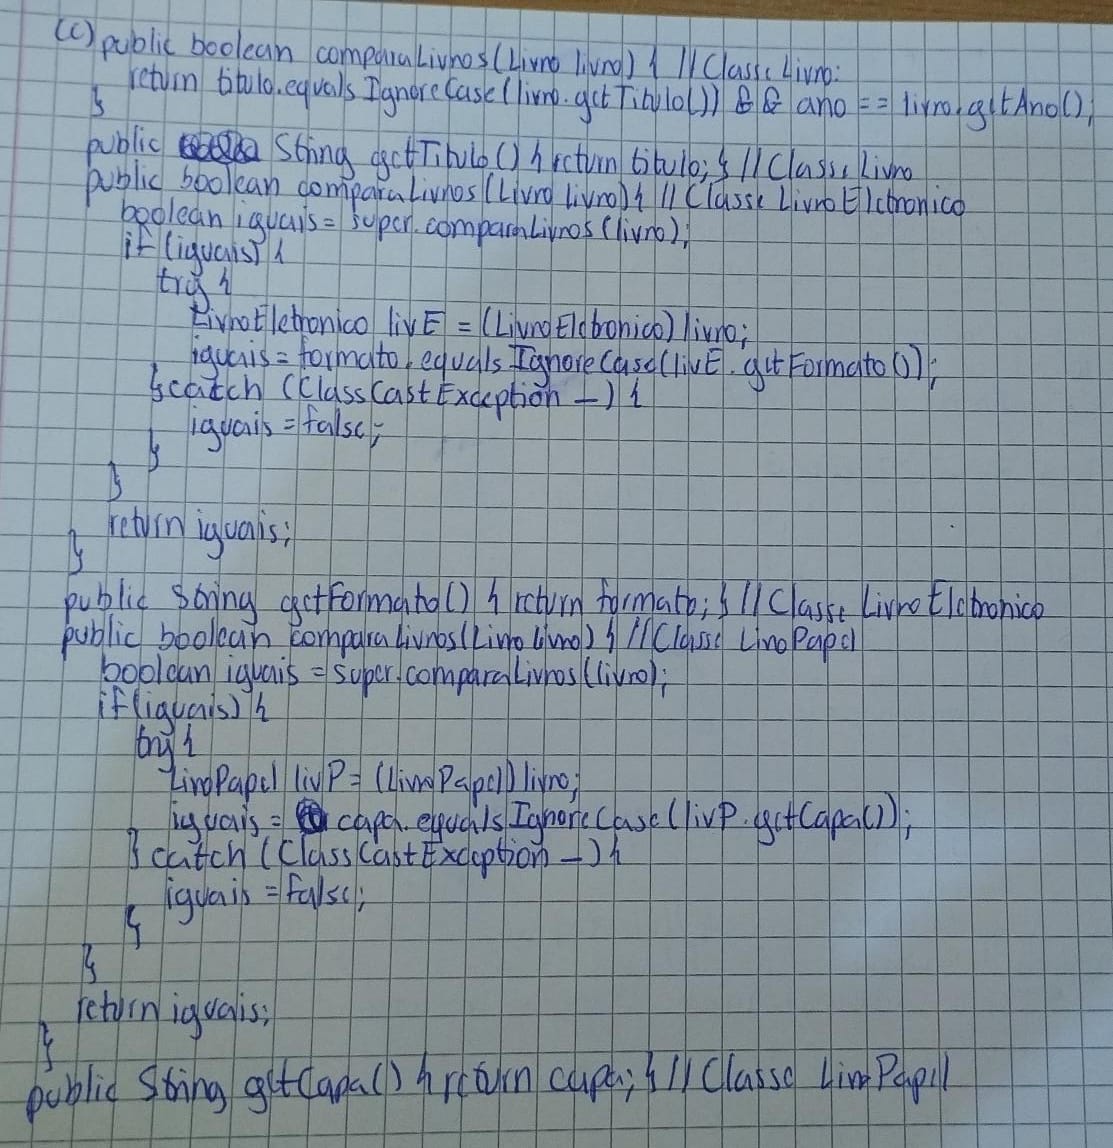 (c) public boolean comparaLivros(Livro livro) { // Classe Livro:
return titulo.equalsIgnoreCase(livro.getTitulo()) && ano == livro.getAno();
}
public String getTitulo() { return titulo; } // Classe Livro
public boolean comparaLivros(Livro livro) { // Classe LivroEletronico
boolean iguais = super.comparaLivros(livro);
if (iguais) {
try {
LivroEletronico livE = (LivroEletronico) livro;
iguais = formato.equalsIgnoreCase(livE.getFormato());
} catch (ClassCastException _) {
iguais = false;
}
}
return iguais;
}
public String getFormato() { return formato; } // Classe LivroEletronico
public boolean comparaLivros(Livro livro) { // Classe LivroPapel
boolean iguais = super.comparaLivros(livro);
if (iguais) {
try {
LivroPapel livP = (LivroPapel) livro;
iguais = capa.equalsIgnoreCase(livP.getCapa());
} catch (ClassCastException _) {
iguais = false;
}
}
return iguais;
}
public String getCapa() { return capa; } // Classe LivroPapel